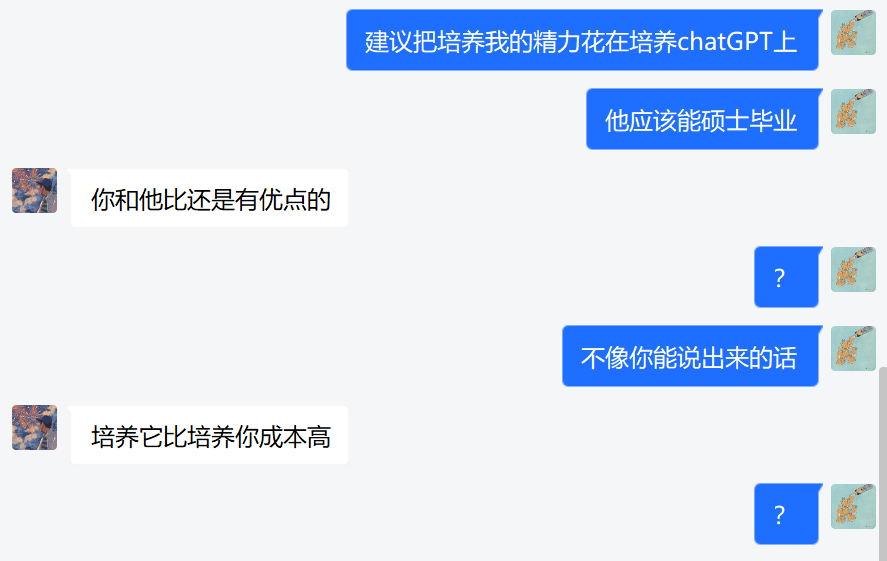 建议把培养我的精力花在培养chatGPT上
他应该能硕士毕业
你和他比还是有优点的
？
不像你能说出来的话
培养它比培养你成本高
？